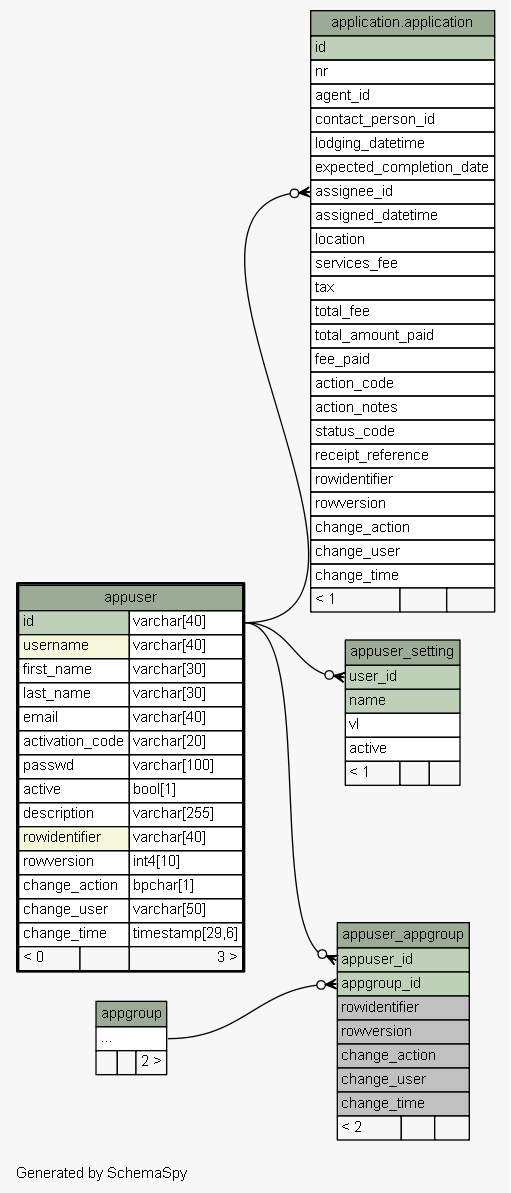 application.application
id
nr
agent_id
contact_person_id
lodging_datetime
expected_completion_date
assignee_id
assigned_datetime
location
services_fee
tax
total_fee
total_amount_paid
fee_paid
action_code
action_notes
status_code
receipt_reference
rowidentifier
rowversion
change_action
change_user
change_time
< 1
appuser
id varchar[40]
username varchar[40]
first_name varchar[30]
last_name varchar[30]
email varchar[40]
activation_code varchar[20]
passwd varchar[100]
active bool[1]
description varchar[255]
rowidentifier varchar[40]
rowversion int4[10]
change_action bpchar[1]
change_user varchar[50]
change_time timestamp[29,6]
< 0 3 >
appuser_setting
user_id
name
vl
active
< 1
appuser_appgroup
appuser_id
appgroup_id
rowidentifier
rowversion
change_action
change_user
change_time
< 2
appgroup
...
2 >
Generated by SchemaSpy